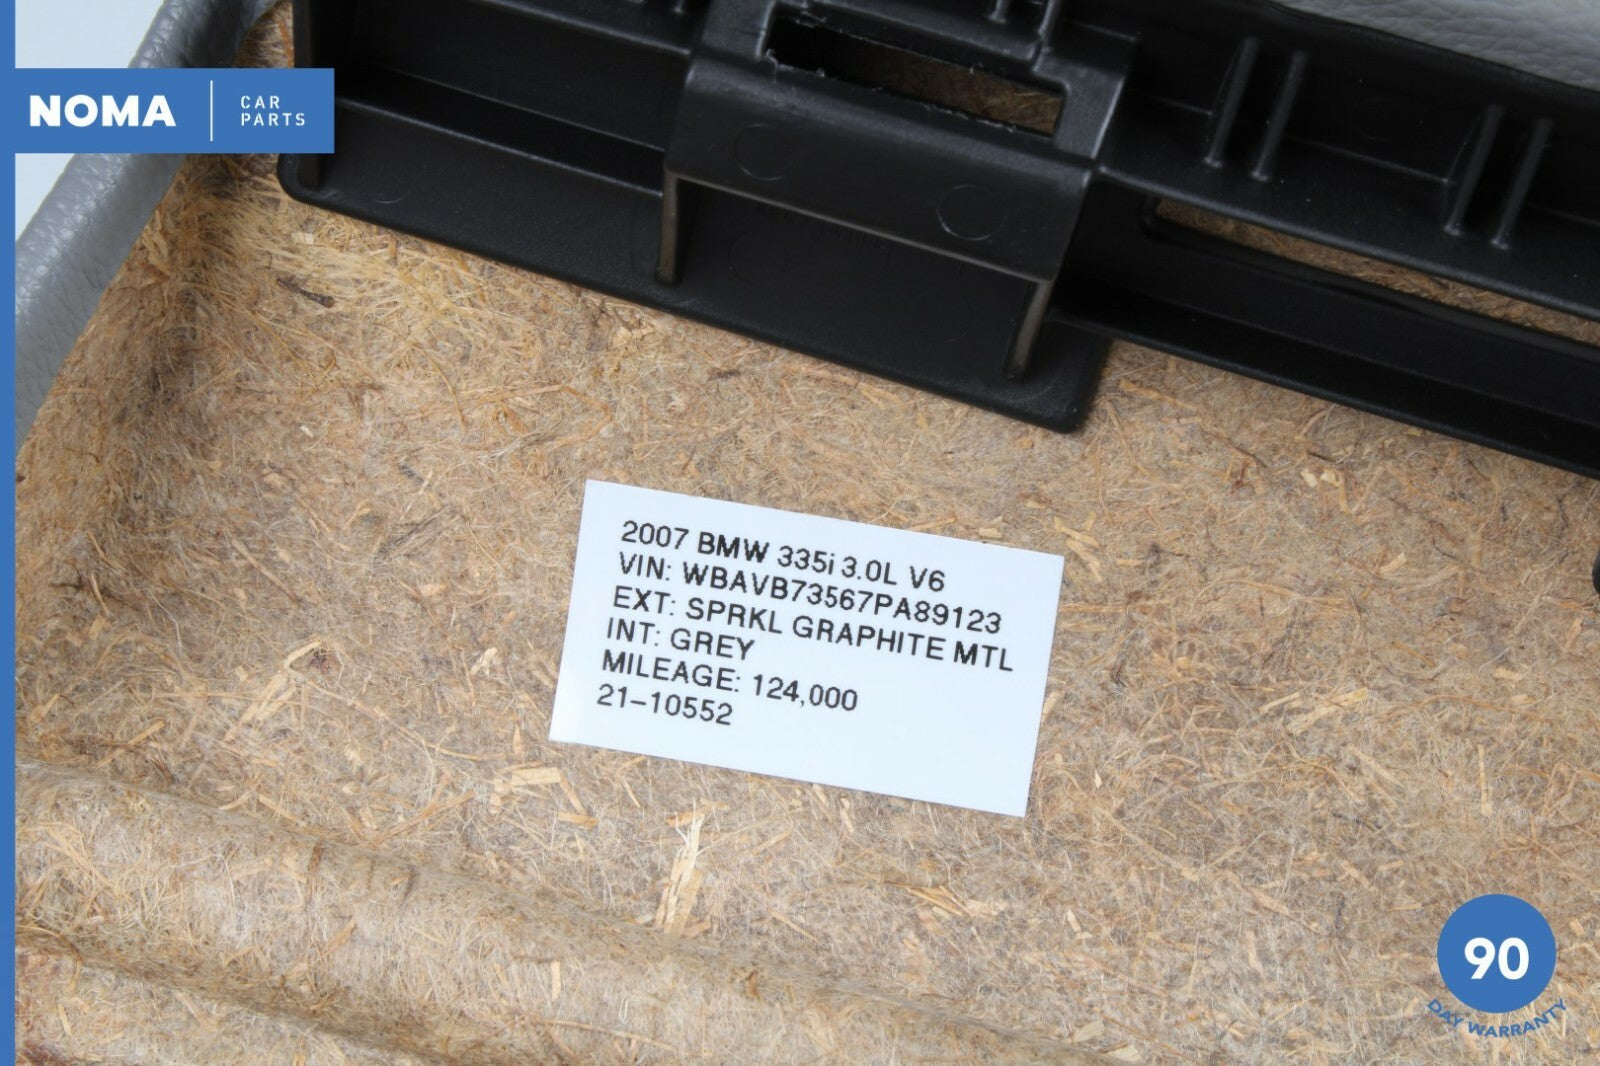 NOMA
CAR
PARTS
2007 BMW 335i 3.0L V6
VIN: WBAVB73567PA89123
EXT: SPRKL GRAPHITE MTL
INT: GREY
MILEAGE: 124,000
21-10552
90
DAY WARRANTY